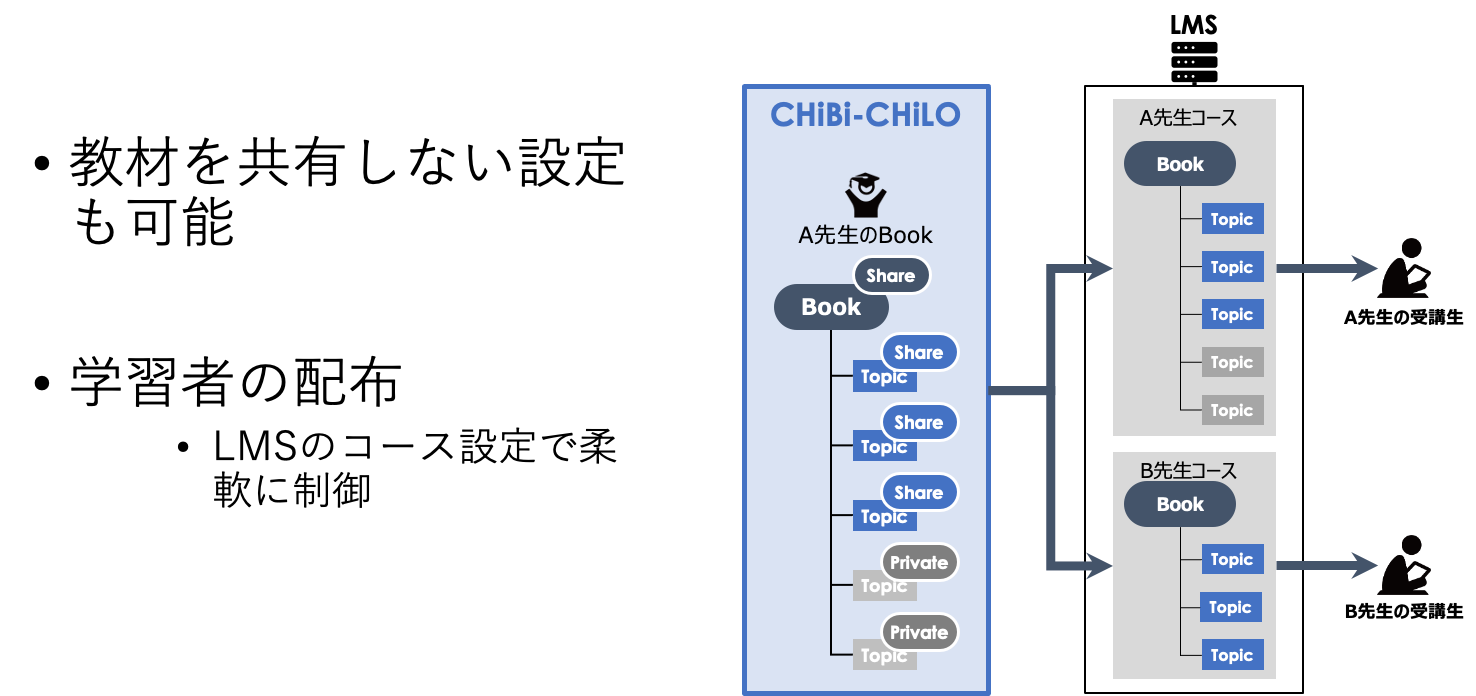 • 教材を共有しない設定
も可能
• 学習者の配布
• LMSのコース設定で柔
軟に制御
CHiBi-CHiLO
A先生のBook
Share
Book
Share
Topic
Share
Topic
Share
Topic
Private
Topic
Private
Topic
LMS
A先生コース
Book
Topic
Topic
Topic
Topic
Topic
A先生の受講生
B先生コース
Book
Topic
Topic
Topic
B先生の受講生